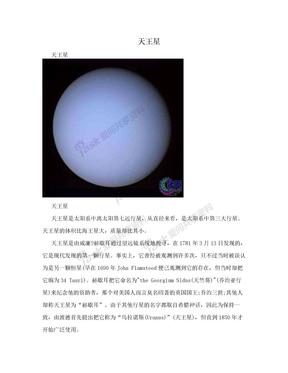 天王星
天王星
天王星
天王星是太阳系中离太阳第七远行星，从直径来看，是太阳系中第三大行星。
天王星的体积比海王星大，质量却比其小。
天王星是由威廉?赫歇耳通过望远镜系统地搜寻，在1781年3月13日发现的，
它是现代发现的第一颗行星。事实上，它曾经被观测到许多次，只不过当时被误认
为是另一颗恒星(早在1690年John Flamsteed便已观测到它的存在，但当时却把
它编为34 Tauri)。赫歇耳把它命名为"the Georgium Sidus(天竺葵)"(乔治亚行
星)来纪念他的资助者，那个对美国人而言臭名昭著的英国国王:乔治三世;其他人
却称天王星为“赫歇耳”。由于其他行星的名字都取自希腊神话，因此为保持一
致，由波德首先提出把它称为“乌拉诺斯(Uranus)”(天王星)，但直到1850年才
开始广泛使用。